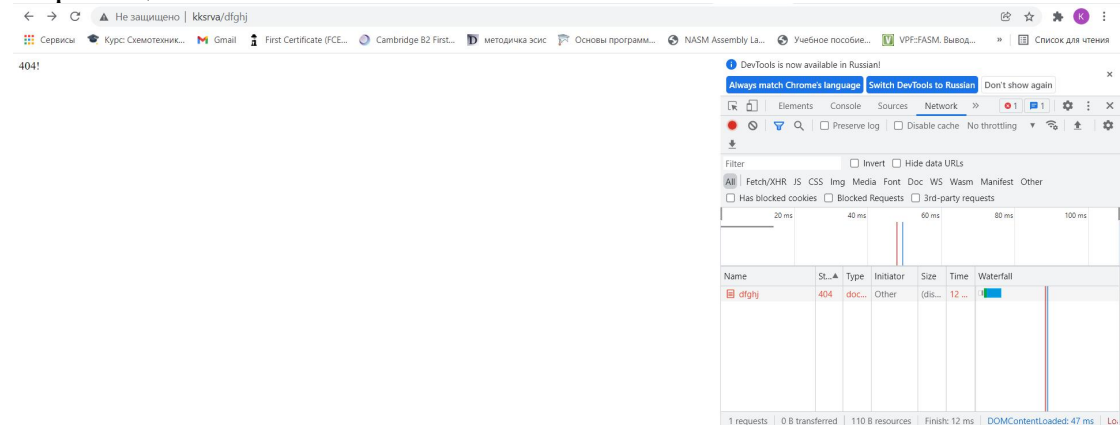 Не защищено | kksrva/dfghj
K
Сервисы Курс: Схемотехник... Gmail First Certificate (FCE... Cambridge B2 First... методичка эсис Основы программ... NASM Assembly La... Учебное пособие... VPF::FASM. Вывод... » Список для чтения
404!
DevTools is now available in Russian!
Always match Chrome's language Switch DevTools to Russian Don't show again
Elements Console Sources Network » 1 1
Preserve log Disable cache No throttling
Filter Invert Hide data URLs
All Fetch/XHR JS CSS Img Media Font Doc WS Wasm Manifest Other
Has blocked cookies Blocked Requests 3rd-party requests
20 ms 40 ms 60 ms 80 ms 100 ms
Name St... Type Initiator Size Time Waterfall
dfghj 404 doc... Other (dis... 12 ...
1 requests 0 B transferred 110 B resources Finish: 12 ms DOMContentLoaded: 47 ms Lo